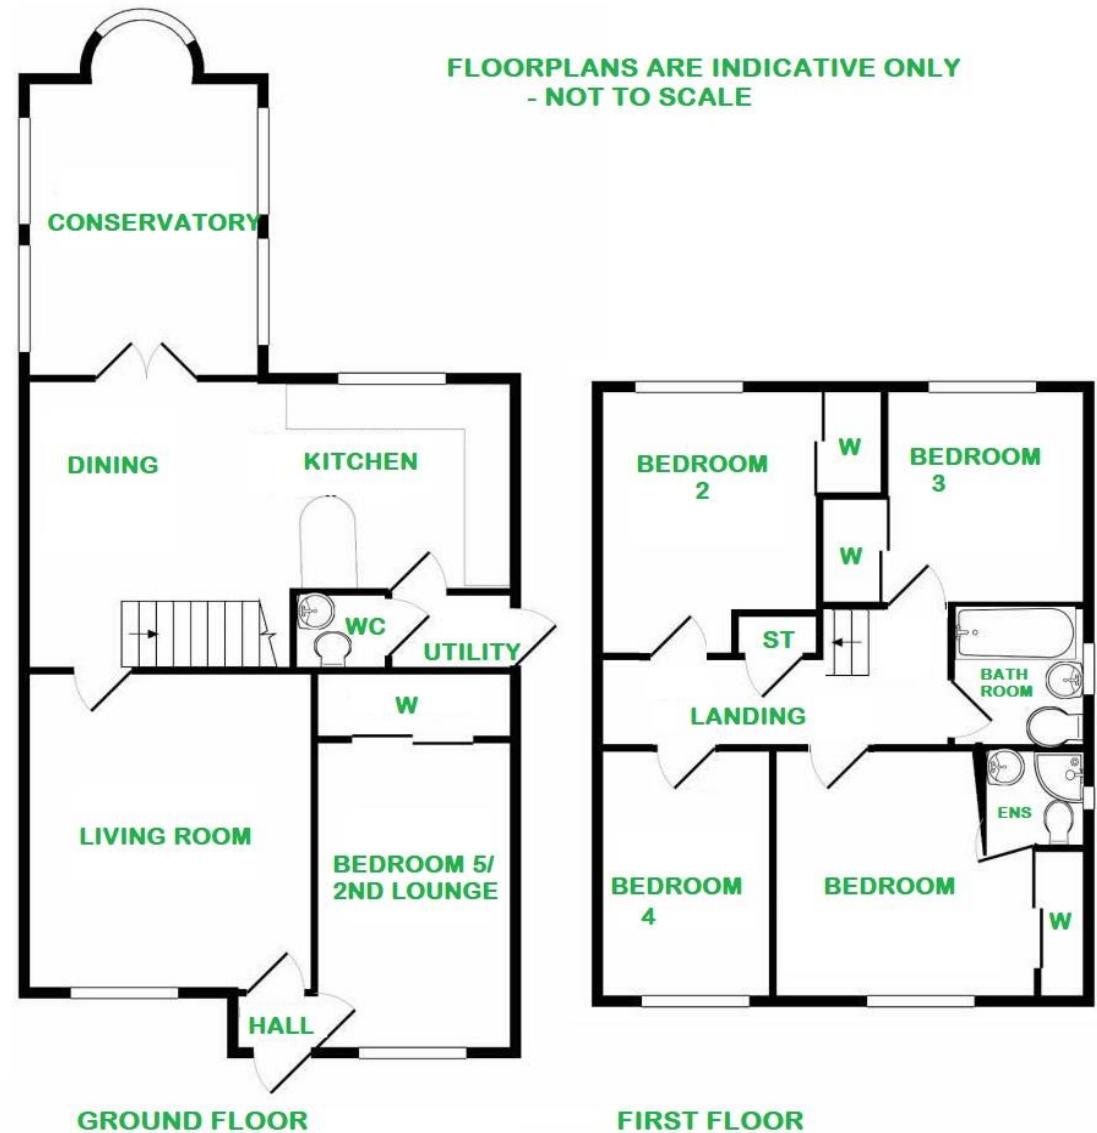 FLOORPLANS ARE INDICATIVE ONLY
- NOT TO SCALE
CONSERVATORY
DINING
KITCHEN
WC
UTILITY
W
LIVING ROOM
BEDROOM 5/
2ND LOUNGE
HALL
GROUND FLOOR
BEDROOM
2
W
BEDROOM
3
W
ST
BATH
ROOM
LANDING
ENS
BEDROOM
4
BEDROOM
W
FIRST FLOOR